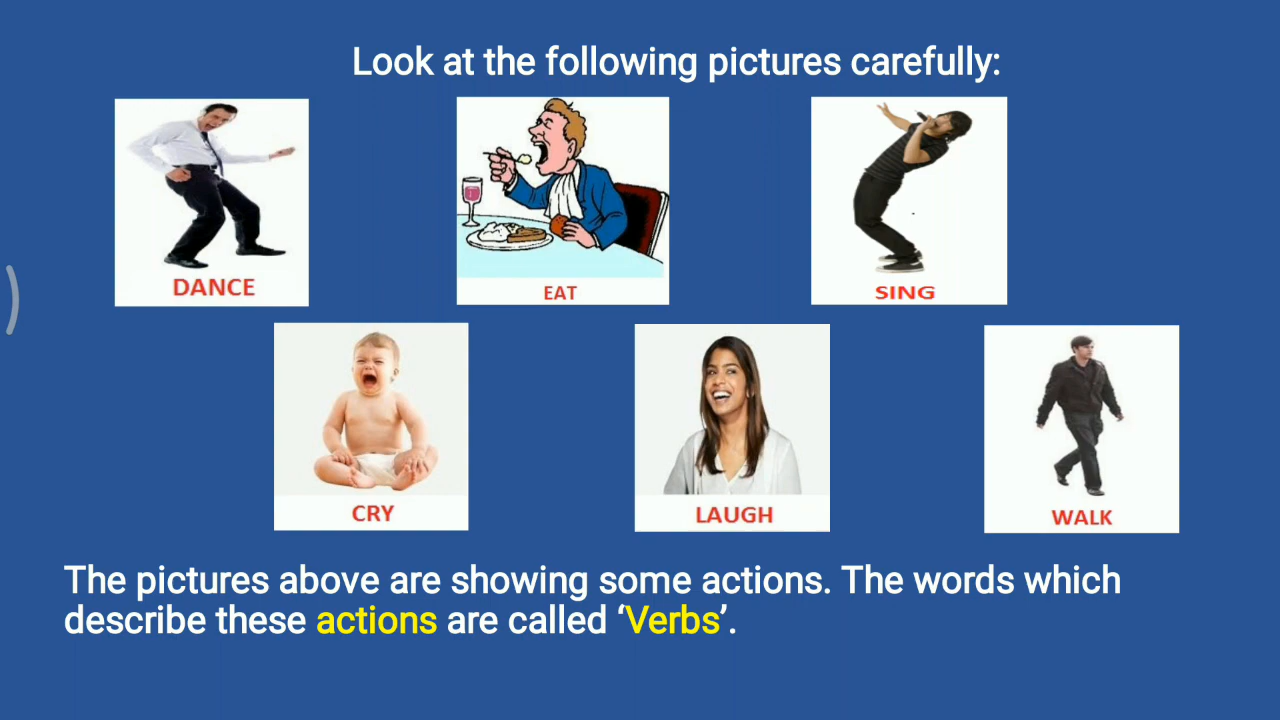 Look at the following pictures carefully:
DANCE
EAT
SING
CRY
LAUGH
WALK
The pictures above are showing some actions. The words which
describe these actions are called ‘Verbs’.